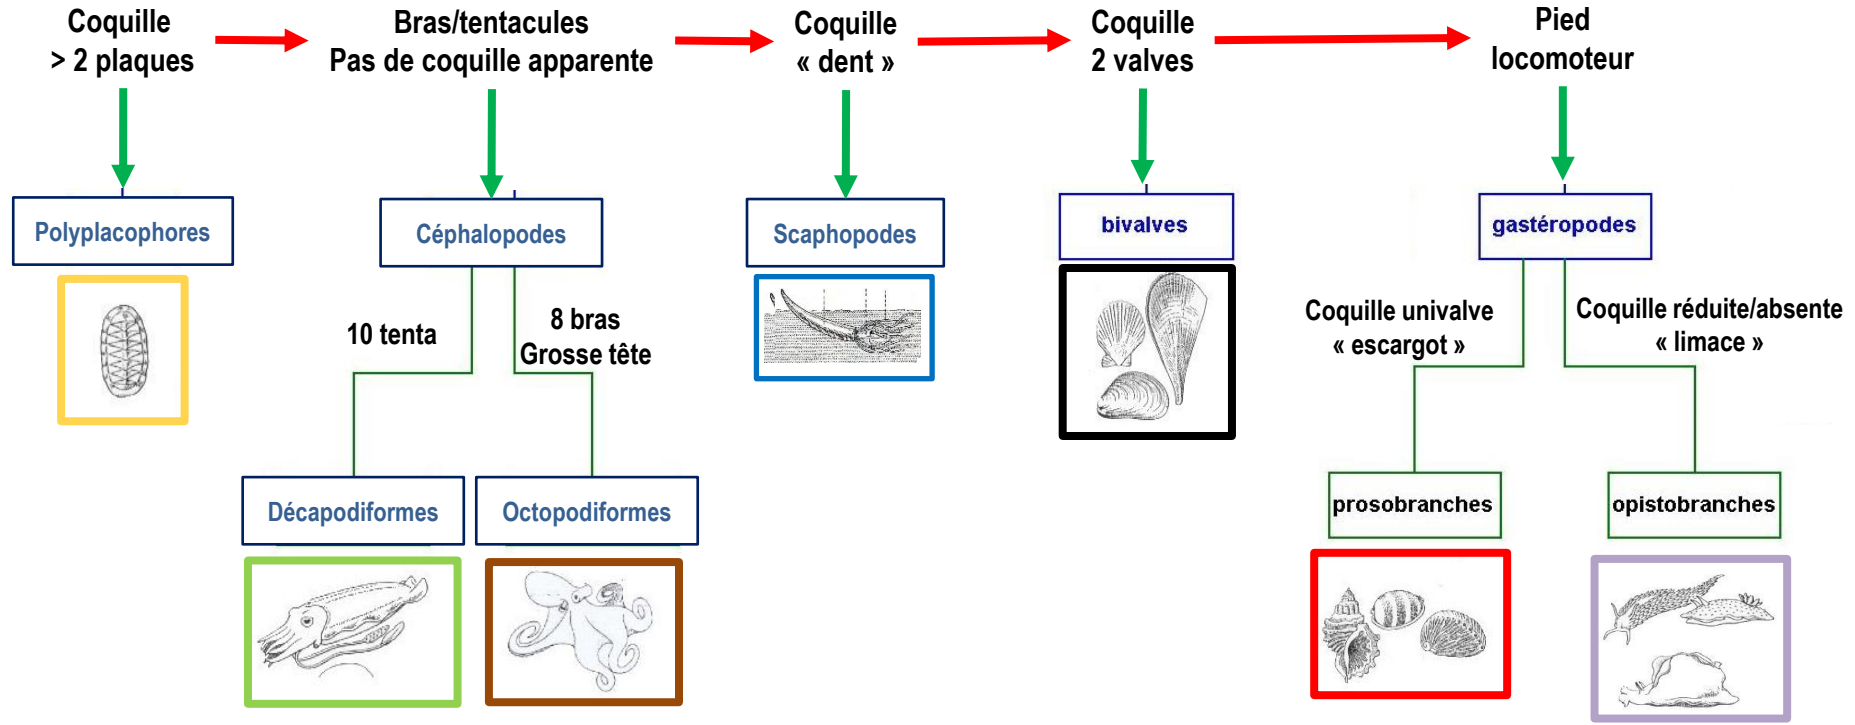 Coquille
> 2 plaques
Bras/tentacules
Pas de coquille apparente
Coquille
« dent »
Coquille
2 valves
Pied
locomoteur
Polyplacophores
Céphalopodes
Scaphopodes
bivalves
gastéropodes
10 tenta
8 bras
Grosse tête
Coquille univalve
« escargot »
Coquille réduite/absente
« limace »
Décapodiformes
Octopodiformes
prosobranches
opistobranches